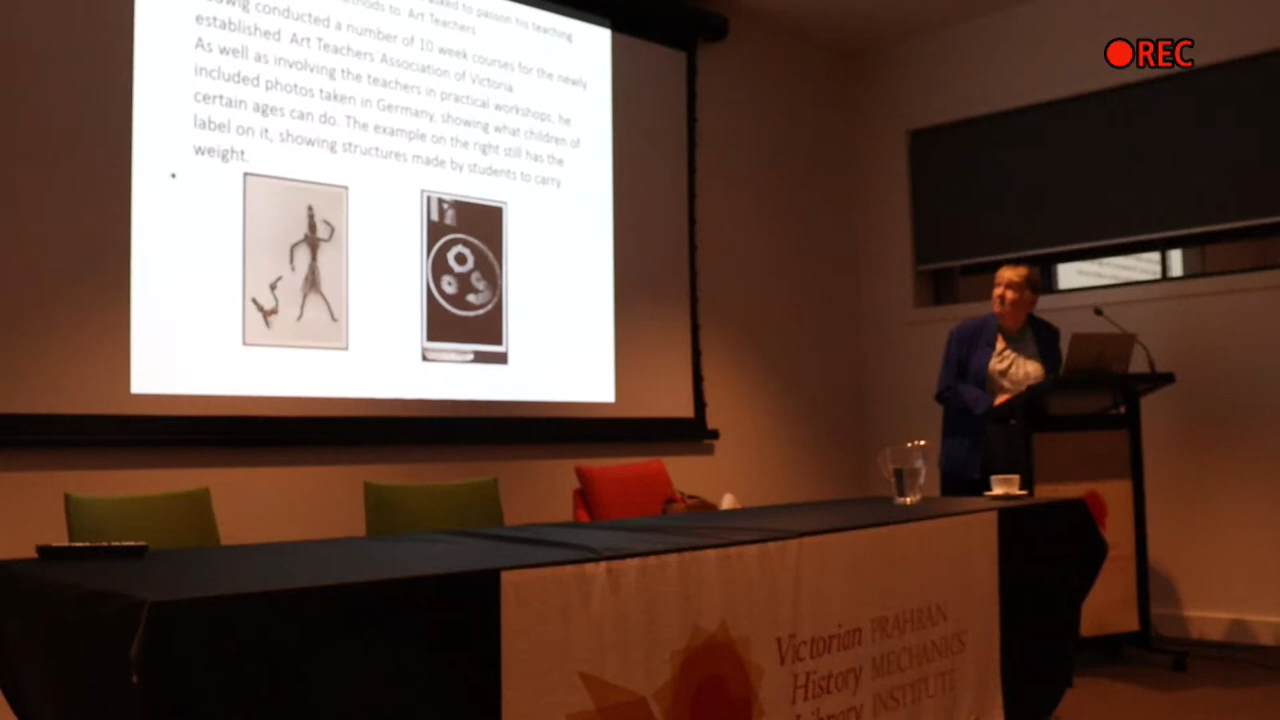 asked to passon his teaching
methods to Art Teachers
conducted a number of 10 week courses for the newly
established Art Teachers Association of Victoria
As well as involving the teachers in practical workshops, he
included photos taken in Germany, showing what children of
certain ages can do. The example on the right still has the
label on it, showing structures made by students to carry
weight.
REC
Victorian PRAHRAN
History MECHANICS
Library INSTITUTE